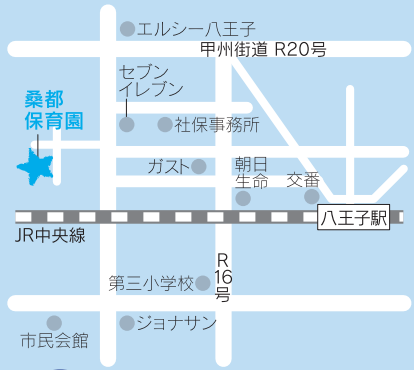 エルシー八王子
甲州街道 R20号
セブン
イレブン
桑都
保育園
社保事務所
ガスト
朝日
生命
交番
八王子駅
JR中央線
R
16
号
第三小学校
ジョナサン
市民会館